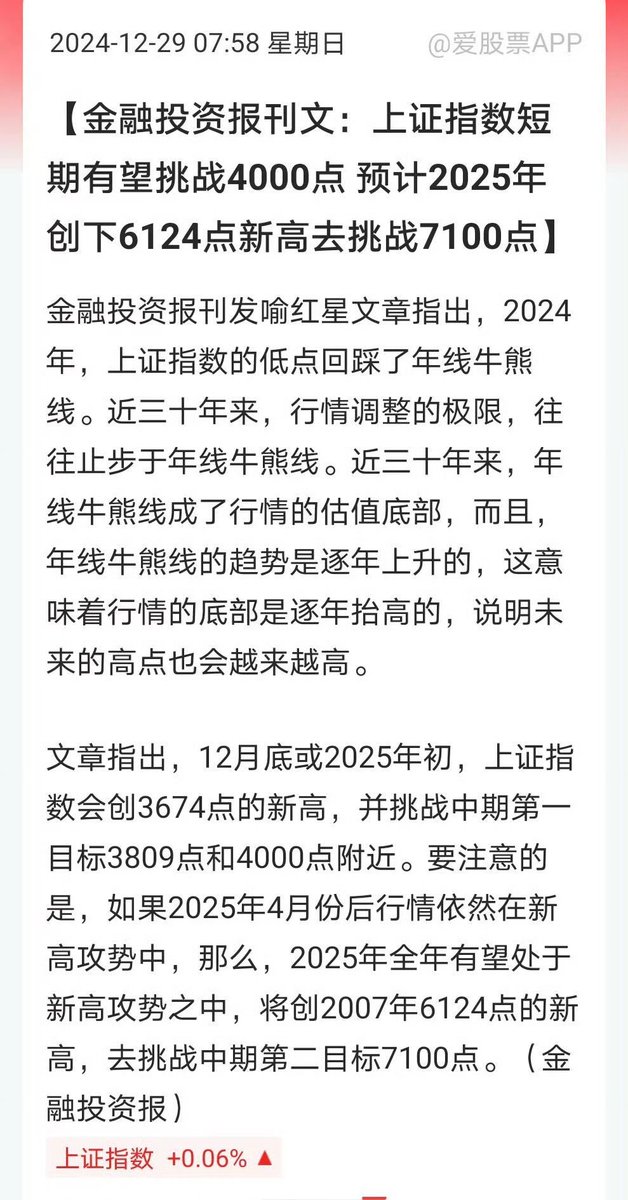 2024-12-29 07:58 星期日
@爱股票APP
【金融投资报刊文：上证指数短
期有望挑战4000点 预计2025年
创下6124点新高去挑战7100点】
金融投资报刊发喻红星文章指出，2024
年，上证指数的低点回踩了年线牛熊
线。近三十年来，行情调整的极限，往
往止步于年线牛熊线。近三十年来，年
线牛熊线成了行情的估值底部，而且，
年线牛熊线的趋势是逐年上升的，这意
味着行情的底部是逐年抬高的，说明未
来的高点也会越来越高。
文章指出，12月底或2025年初，上证指
数会创3674点的新高，并挑战中期第一
目标3809点和4000点附近。要注意的
是，如果2025年4月份后行情依然在新
高攻势中，那么，2025年全年有望处于
新高攻势之中，将创2007年6124点的新
高，去挑战中期第二目标7100点。（金
融投资报）
上证指数 +0.06% ▲